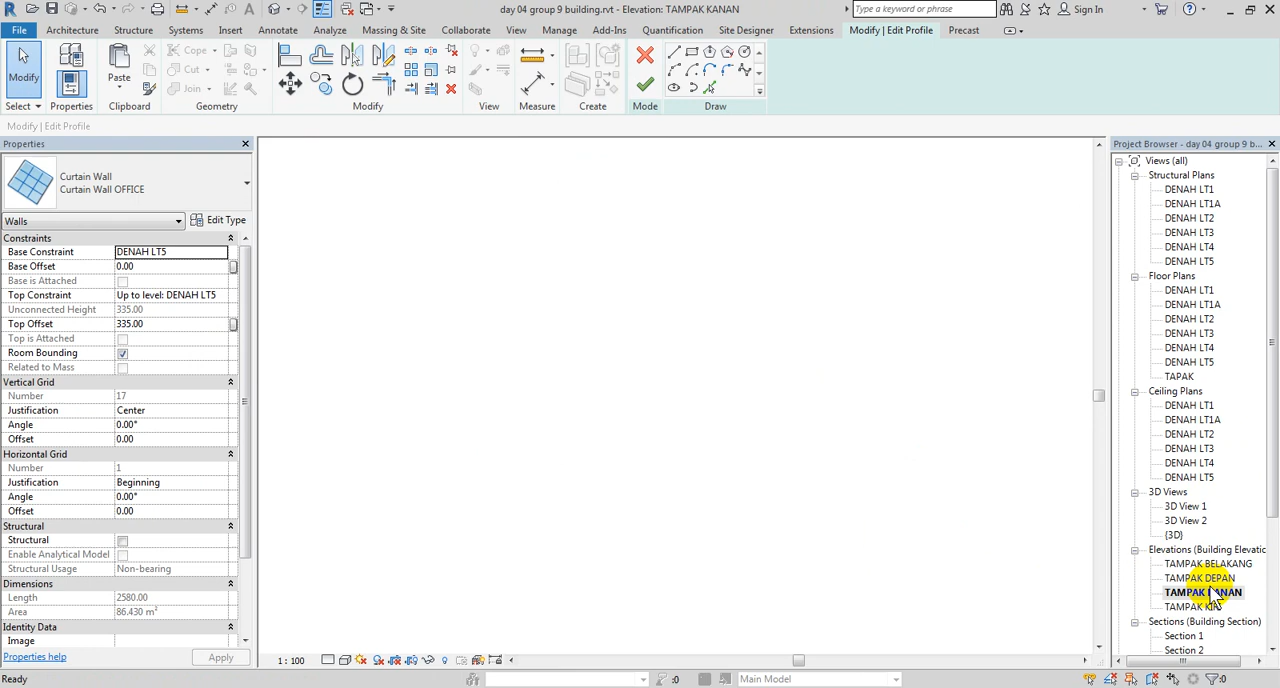 day 04 group 9 building.rvt - Elevation: TAMPAK KANAN
Type a keyword or phrase
Sign In
File
Architecture
Structure
Systems
Insert
Annotate
Analyze
Massing & Site
Collaborate
View
Manage
Add-Ins
Quantification
Site Designer
Extensions
Modify | Edit Profile
Precast
Modify
Paste
Cope
Cut
Join
Select
Properties
Clipboard
Geometry
Modify
View
Measure
Create
Mode
Draw
Modify | Edit Profile
Properties
Curtain Wall
Curtain Wall OFFICE
Walls
Edit Type
Constraints
Base Constraint DENAH LT5
Base Offset 0.00
Base is Attached
Top Constraint Up to level: DENAH LT5
Unconnected Height 335.00
Top Offset 335.00
Top is Attached
Room Bounding
Related to Mass
Vertical Grid
Number 17
Justification Center
Angle 0.00°
Offset 0.00
Horizontal Grid
Number 1
Justification Beginning
Angle 0.00°
Offset 0.00
Structural
Structural
Enable Analytical Model
Structural Usage Non-bearing
Dimensions
Length 2580.00
Area 86.430 m²
Identity Data
Image
Properties help
Apply
1 : 100
Ready
:0
Main Model
:0
Project Browser - day 04 group 9 b...
Views (all)
Structural Plans
DENAH LT1
DENAH LT1A
DENAH LT2
DENAH LT3
DENAH LT4
DENAH LT5
Floor Plans
DENAH LT1
DENAH LT1A
DENAH LT2
DENAH LT3
DENAH LT4
DENAH LT5
TAPAK
Ceiling Plans
DENAH LT1
DENAH LT1A
DENAH LT2
DENAH LT3
DENAH LT4
DENAH LT5
3D Views
3D View 1
3D View 2
{3D}
Elevations (Building Elevatic
TAMPAK BELAKANG
TAMPAK DEPAN
TAMPAK KANAN
TAMPAK KIRI
Sections (Building Section)
Section 1
Section 2